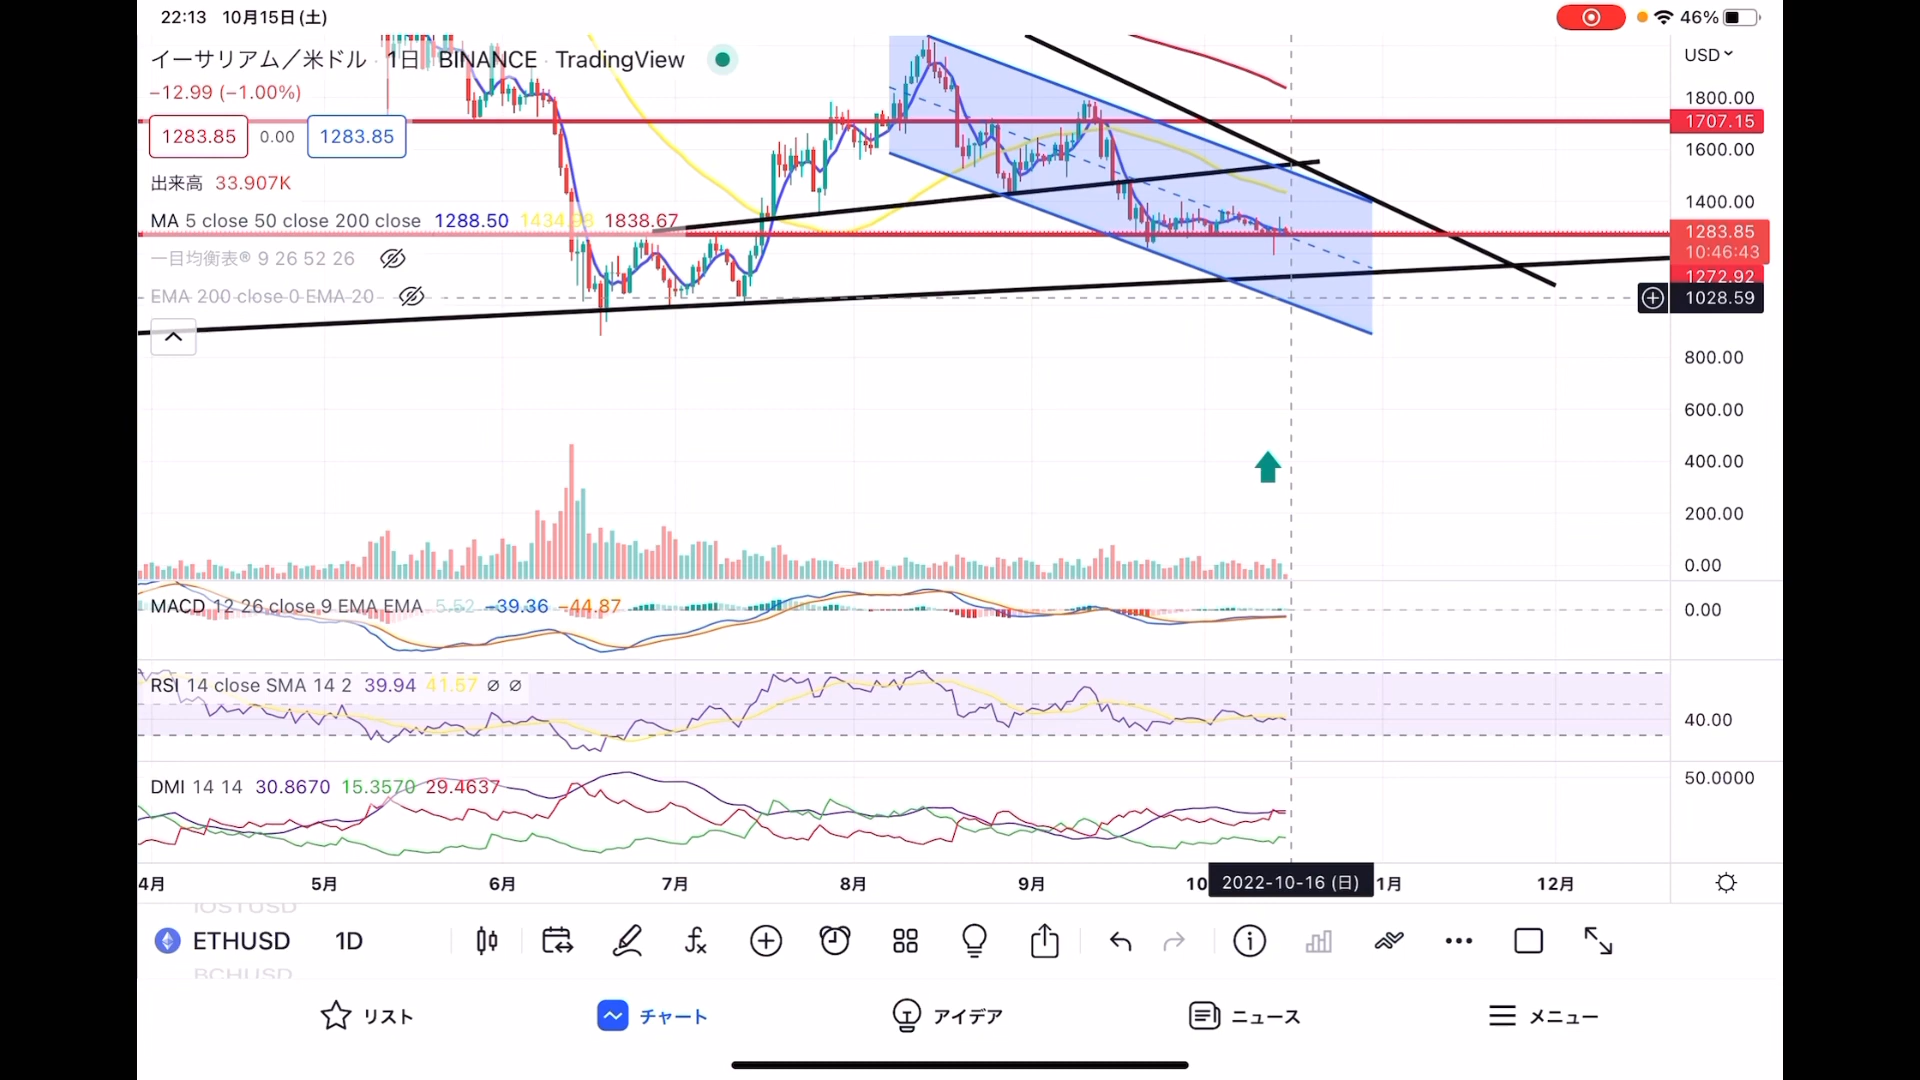 22:13 10月15日(土)
46%
イーサリアム／米ドル · 1日 · BINANCE · TradingView
USD
−12.99 (−1.00%)
1283.85 0.00 1283.85
出来高 33.907K
MA 5 close 50 close 200 close 1288.50 1434.98 1838.67
一目均衡表® 9 26 52 26
EMA 200 close 0 EMA 20
1800.00
1707.15
1600.00
1400.00
1283.85
10:46:43
1272.92
1028.59
800.00
600.00
400.00
200.00
0.00
MACD 12 26 close 9 EMA EMA 5.52 −39.36 −44.87
0.00
RSI 14 close SMA 14 2 39.94 41.57 ∅ ∅
40.00
DMI 14 14 30.8670 15.3570 29.4637
50.0000
4月 5月 6月 7月 8月 9月 10 2022-10-16 (日) 1月 12月
IOSTUSD
ETHUSD 1D
BCHUSD
リスト チャート アイデア ニュース メニュー